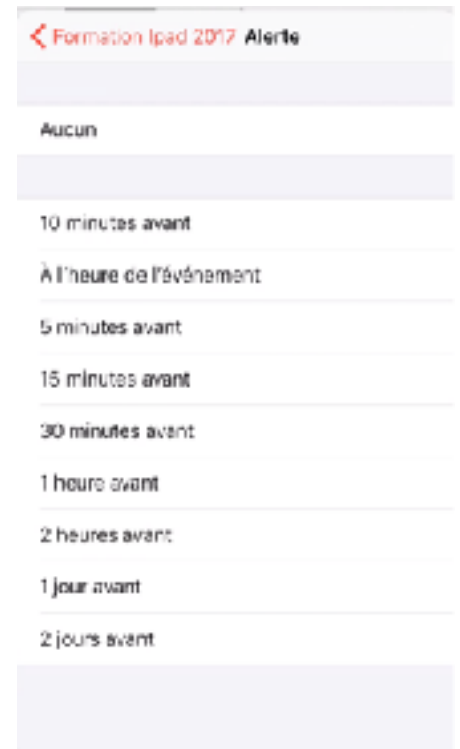 Formation Ipad 2017 Alerte
Aucun
10 minutes avant
À l'heure de l'événement
5 minutes avant
15 minutes avant
30 minutes avant
1 heure avant
2 heures avant
1 jour avant
2 jours avant